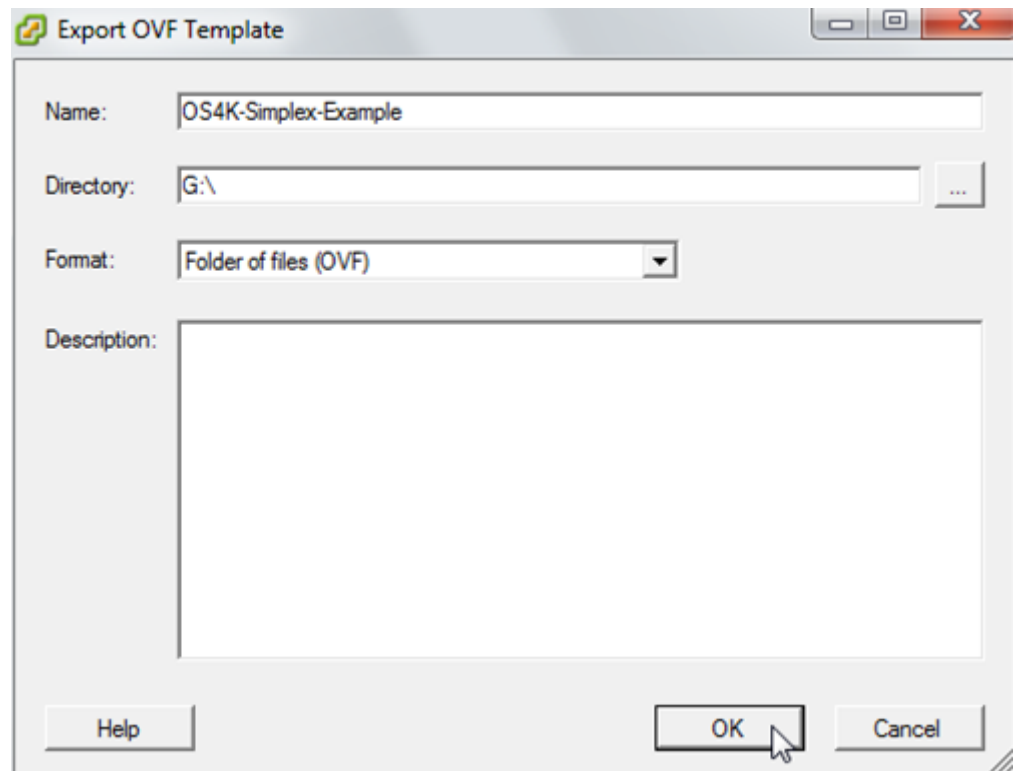 Export OVF Template
Name: OS4K-Simplex-Example
Directory: G:\ ...
Format: Folder of files (OVF)
Description:
Help OK Cancel